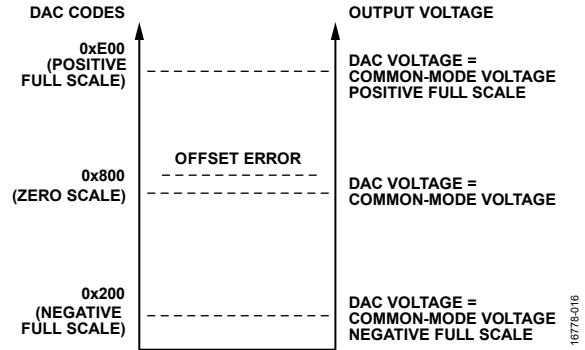 DAC CODES
OUTPUT VOLTAGE
0xE00
(POSITIVE
FULL SCALE)
DAC VOLTAGE =
COMMON-MODE VOLTAGE
POSITIVE FULL SCALE
OFFSET ERROR
0x800
(ZERO SCALE)
DAC VOLTAGE =
COMMON-MODE VOLTAGE
0x200
(NEGATIVE
FULL SCALE)
DAC VOLTAGE =
COMMON-MODE VOLTAGE
NEGATIVE FULL SCALE
16778-016